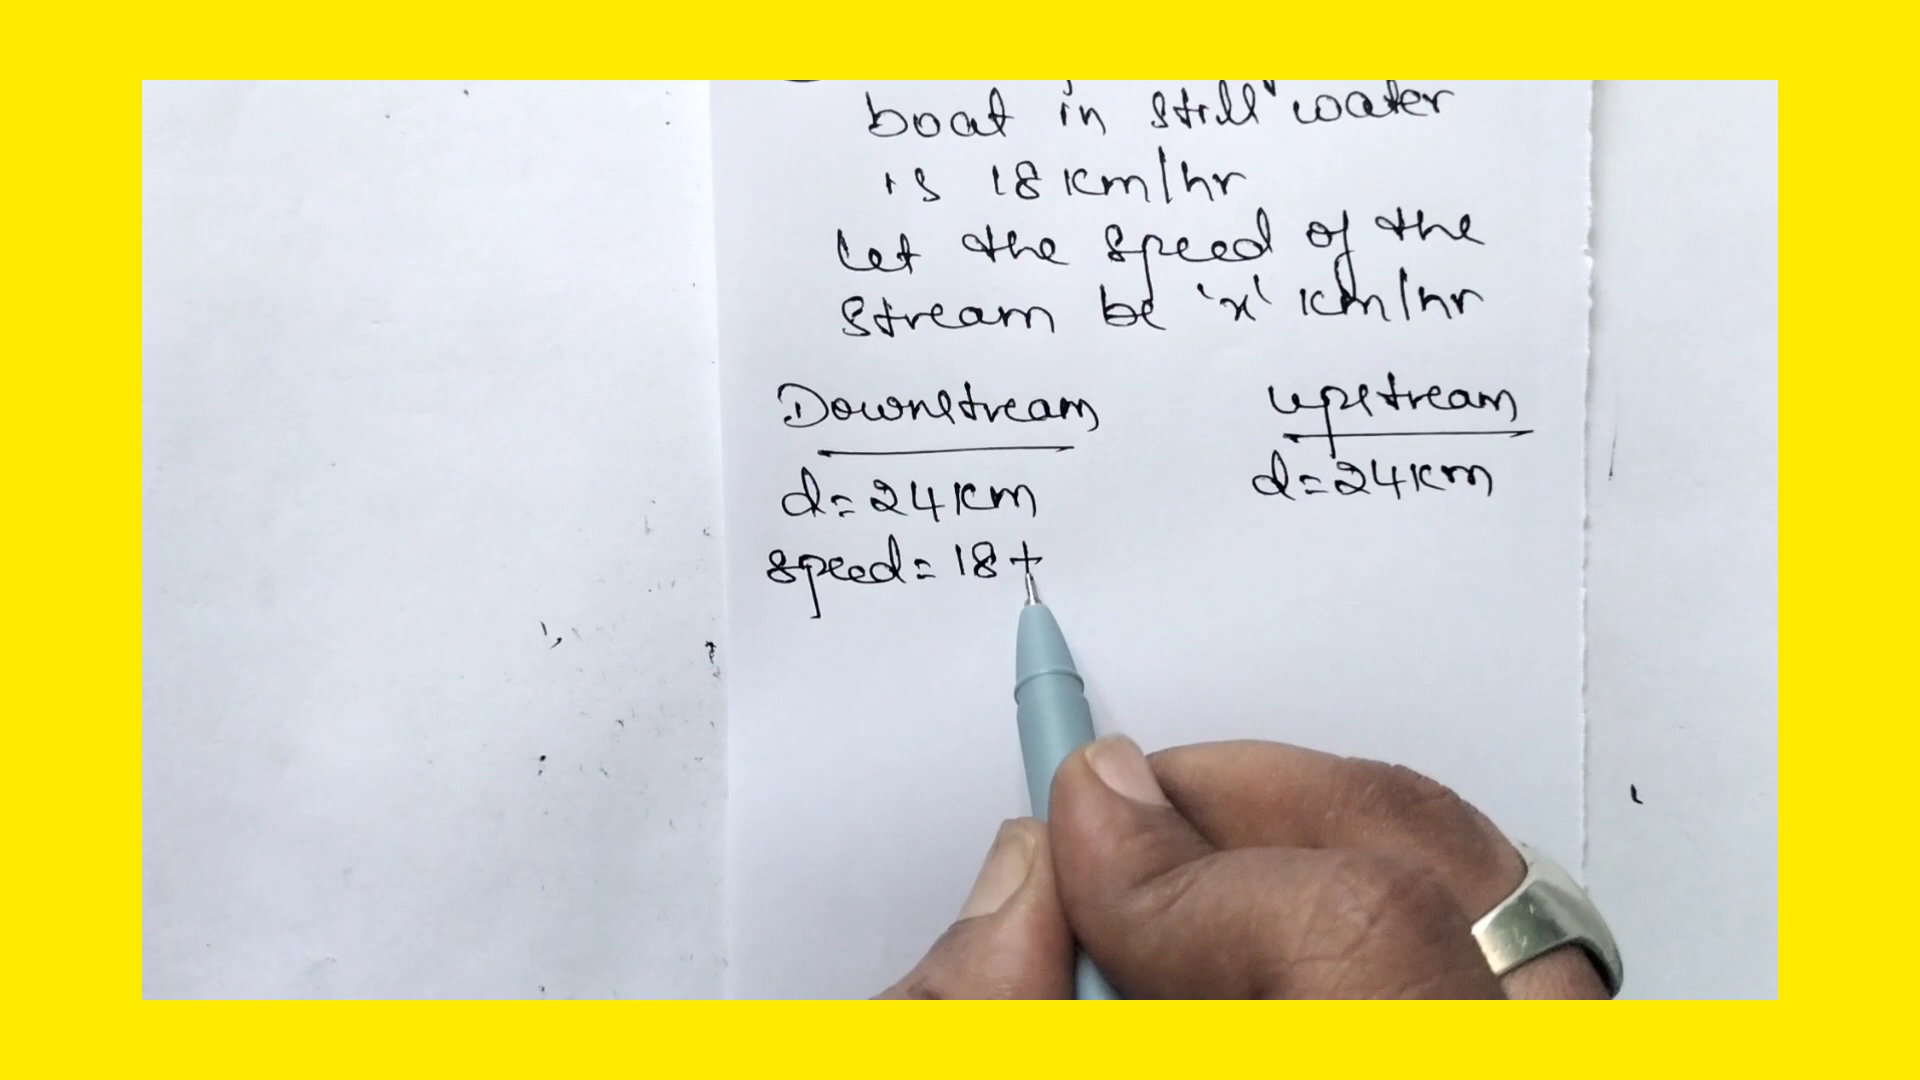 boat in still water
is 18 km/hr
Let the speed of the
stream be 'x' km/hr
Downstream
d=24km
speed= 18+
upstream
d=24km